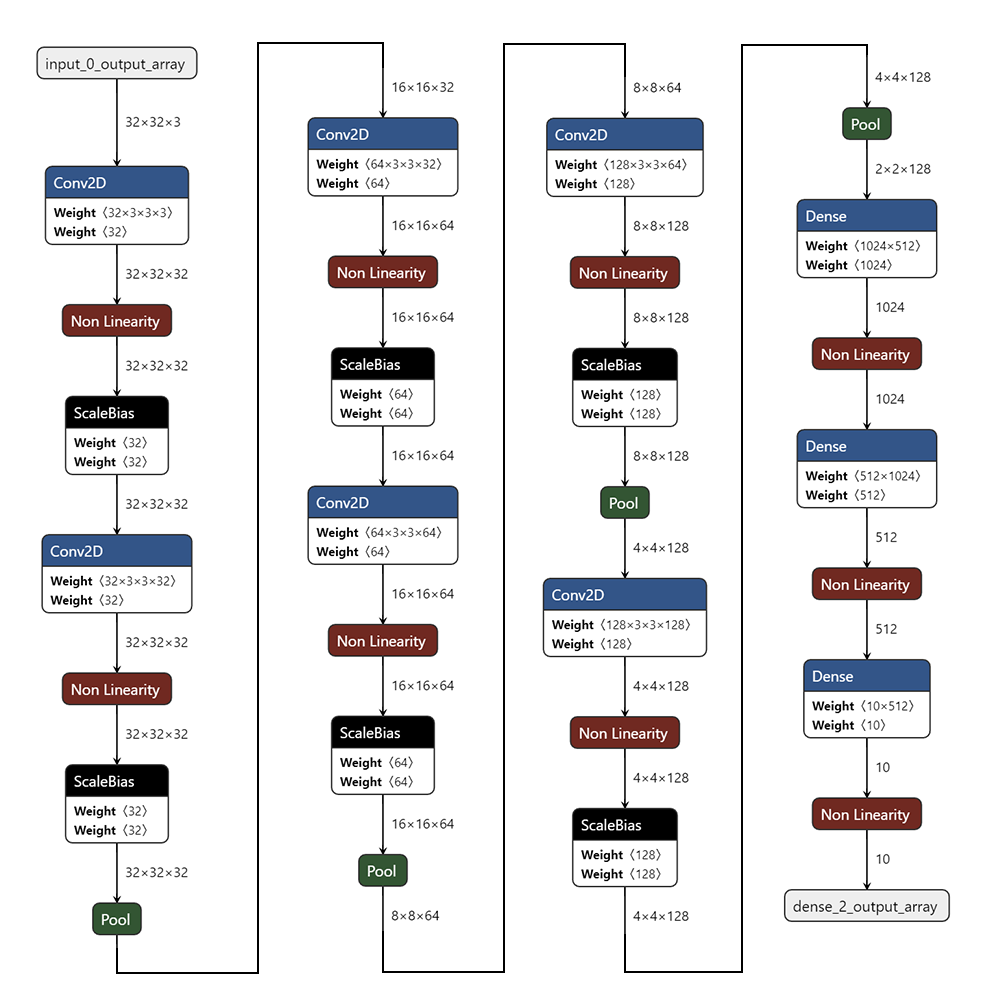 input_0_output_array
32×32×3
Conv2D
Weight 〈32×3×3×3〉
Weight 〈32〉
32×32×32
Non Linearity
32×32×32
ScaleBias
Weight 〈32〉
Weight 〈32〉
32×32×32
Conv2D
Weight 〈32×3×3×32〉
Weight 〈32〉
32×32×32
Non Linearity
32×32×32
ScaleBias
Weight 〈32〉
Weight 〈32〉
32×32×32
Pool
16×16×32
Conv2D
Weight 〈64×3×3×32〉
Weight 〈64〉
16×16×64
Non Linearity
16×16×64
ScaleBias
Weight 〈64〉
Weight 〈64〉
16×16×64
Conv2D
Weight 〈64×3×3×64〉
Weight 〈64〉
16×16×64
Non Linearity
16×16×64
ScaleBias
Weight 〈64〉
Weight 〈64〉
16×16×64
Pool
8×8×64
8×8×64
Conv2D
Weight 〈128×3×3×64〉
Weight 〈128〉
8×8×128
Non Linearity
8×8×128
ScaleBias
Weight 〈128〉
Weight 〈128〉
8×8×128
Pool
4×4×128
Conv2D
Weight 〈128×3×3×128〉
Weight 〈128〉
4×4×128
Non Linearity
4×4×128
ScaleBias
Weight 〈128〉
Weight 〈128〉
4×4×128
4×4×128
Pool
2×2×128
Dense
Weight 〈1024×512〉
Weight 〈1024〉
1024
Non Linearity
1024
Dense
Weight 〈512×1024〉
Weight 〈512〉
512
Non Linearity
512
Dense
Weight 〈10×512〉
Weight 〈10〉
10
Non Linearity
10
dense_2_output_array